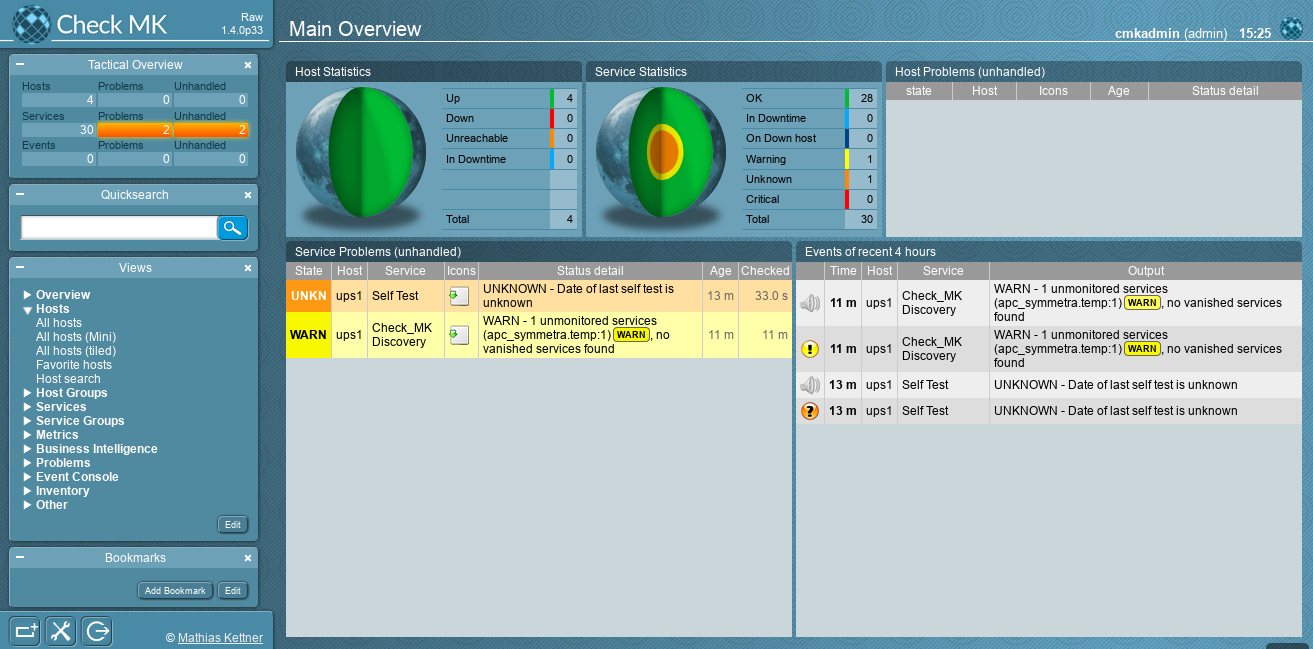 Check MK
Raw
1.4.0p33
Main Overview
cmkadmin (admin) 15:25
Tactical Overview
Hosts Problems Unhandled
4 0 0
Services Problems Unhandled
30 2 2
Events Problems Unhandled
0 0 0
Quicksearch
Views
Overview
Hosts
All hosts
All hosts (Mini)
All hosts (tiled)
Favorite hosts
Host search
Host Groups
Services
Service Groups
Metrics
Business Intelligence
Problems
Event Console
Inventory
Other
Edit
Bookmarks
Add Bookmark Edit
© Mathias Kettner
Host Statistics
Up 4
Down 0
Unreachable 0
In Downtime 0
Total 4
Service Statistics
OK 28
In Downtime 0
On Down host 0
Warning 1
Unknown 1
Critical 0
Total 30
Host Problems (unhandled)
state Host Icons Age Status detail
Service Problems (unhandled)
State Host Service Icons Status detail Age Checked
UNKN ups1 Self Test UNKNOWN - Date of last self test is
unknown 13 m 33.0 s
WARN ups1 Check_MK
Discovery WARN - 1 unmonitored services
(apc_symmetra.temp:1) WARN, no
vanished services found 11 m 11 m
Events of recent 4 hours
Time Host Service Output
11 m ups1 Check_MK
Discovery WARN - 1 unmonitored services
(apc_symmetra.temp:1) WARN, no vanished services
found
11 m ups1 Check_MK
Discovery WARN - 1 unmonitored services
(apc_symmetra.temp:1) WARN, no vanished services
found
13 m ups1 Self Test UNKNOWN - Date of last self test is unknown
13 m ups1 Self Test UNKNOWN - Date of last self test is unknown